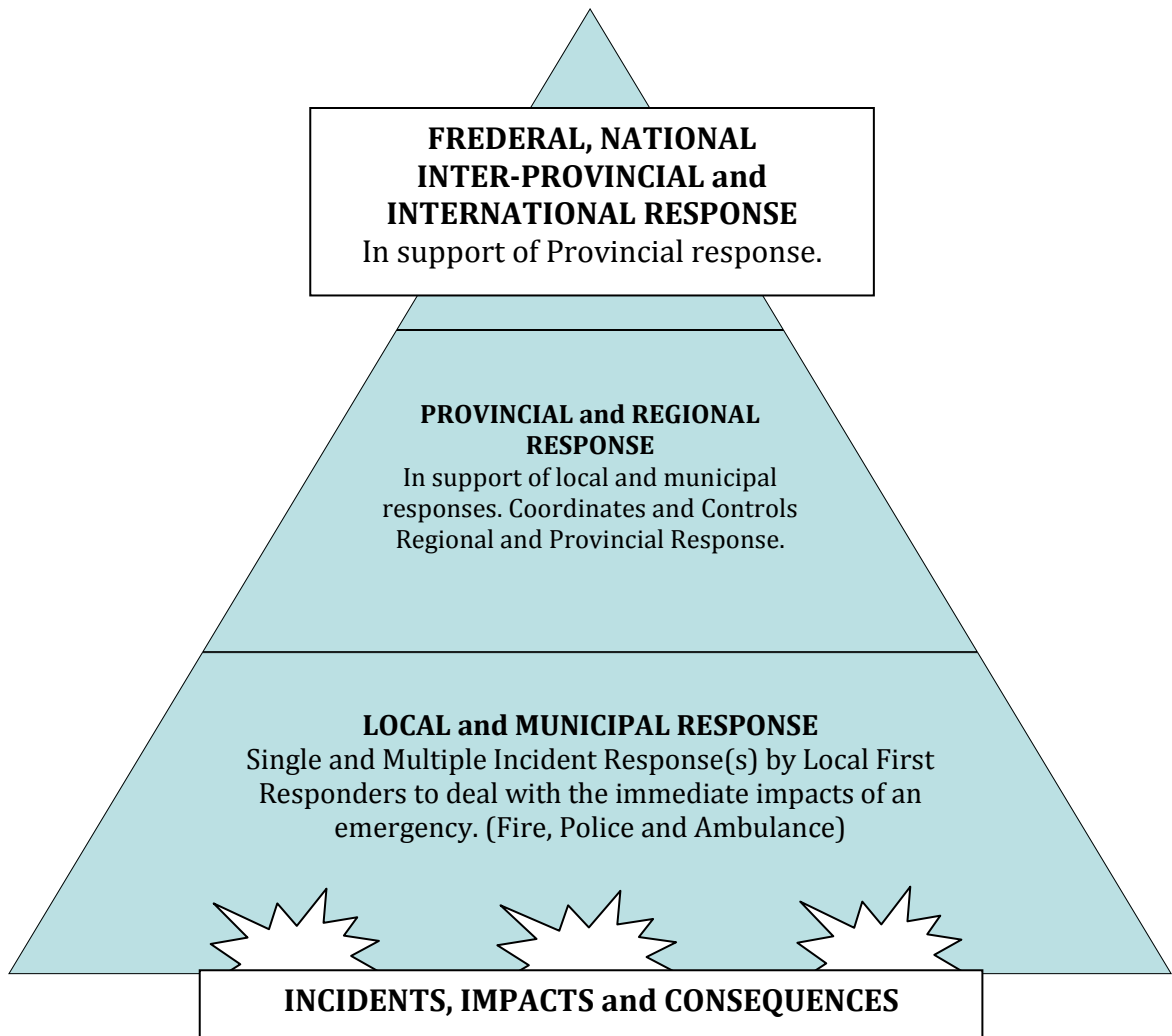 FREDERAL, NATIONAL
INTER-PROVINCIAL and
INTERNATIONAL RESPONSE
In support of Provincial response.
PROVINCIAL and REGIONAL
RESPONSE
In support of local and municipal
responses. Coordinates and Controls
Regional and Provincial Response.
LOCAL and MUNICIPAL RESPONSE
Single and Multiple Incident Response(s) by Local First
Responders to deal with the immediate impacts of an
emergency. (Fire, Police and Ambulance)
INCIDENTS, IMPACTS and CONSEQUENCES